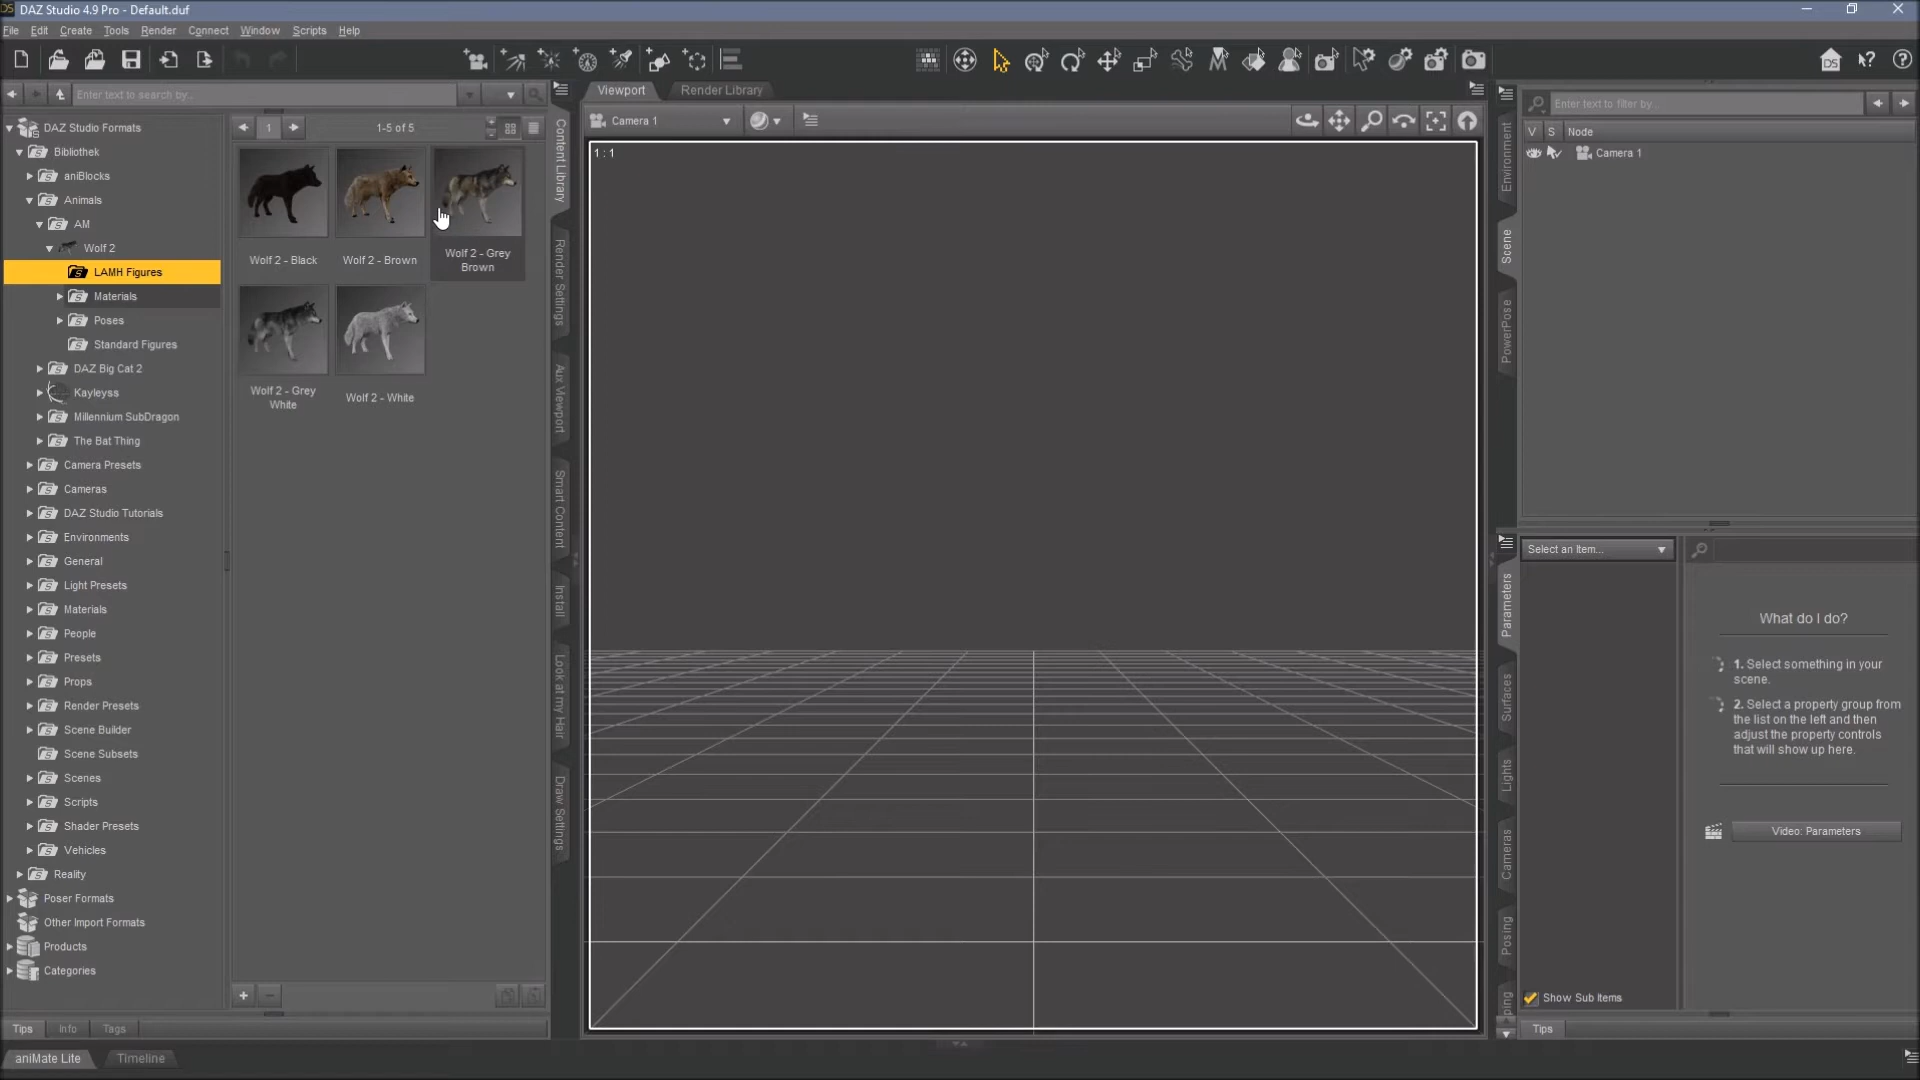 DAZ Studio 4.9 Pro - Default.duf
File Edit Create Tools Render Connect Window Scripts Help
Enter text to search by...
DAZ Studio Formats
Bibliothek
aniBlocks
Animals
AM
Wolf 2
LAMH Figures
Materials
Poses
Standard Figures
DAZ Big Cat 2
Kayleyss
Millennium SubDragon
The Bat Thing
Camera Presets
Cameras
DAZ Studio Tutorials
Environments
General
Light Presets
Materials
People
Presets
Props
Render Presets
Scene Builder
Scene Subsets
Scenes
Scripts
Shader Presets
Vehicles
Reality
Poser Formats
Other Import Formats
Products
Categories
Tips Info Tags
aniMate Lite Timeline
1 1-5 of 5
Wolf 2 - Black
Wolf 2 - Brown
Wolf 2 - Grey
Brown
Wolf 2 - Grey
White
Wolf 2 - White
Content Library
Render Settings
Aux Viewport
Smart Content
Install
Look at my Hair
Draw Settings
Viewport Render Library
Camera 1
1 : 1
Environment
Scene
PowerPose
Enter text to filter by...
V S Node
Camera 1
Parameters
Surfaces
Lights
Cameras
Posing
Select an Item...
What do I do?
1. Select something in your
scene.
2. Select a property group from
the list on the left and then
adjust the property controls
that will show up here.
Video: Parameters
Show Sub Items
Tips